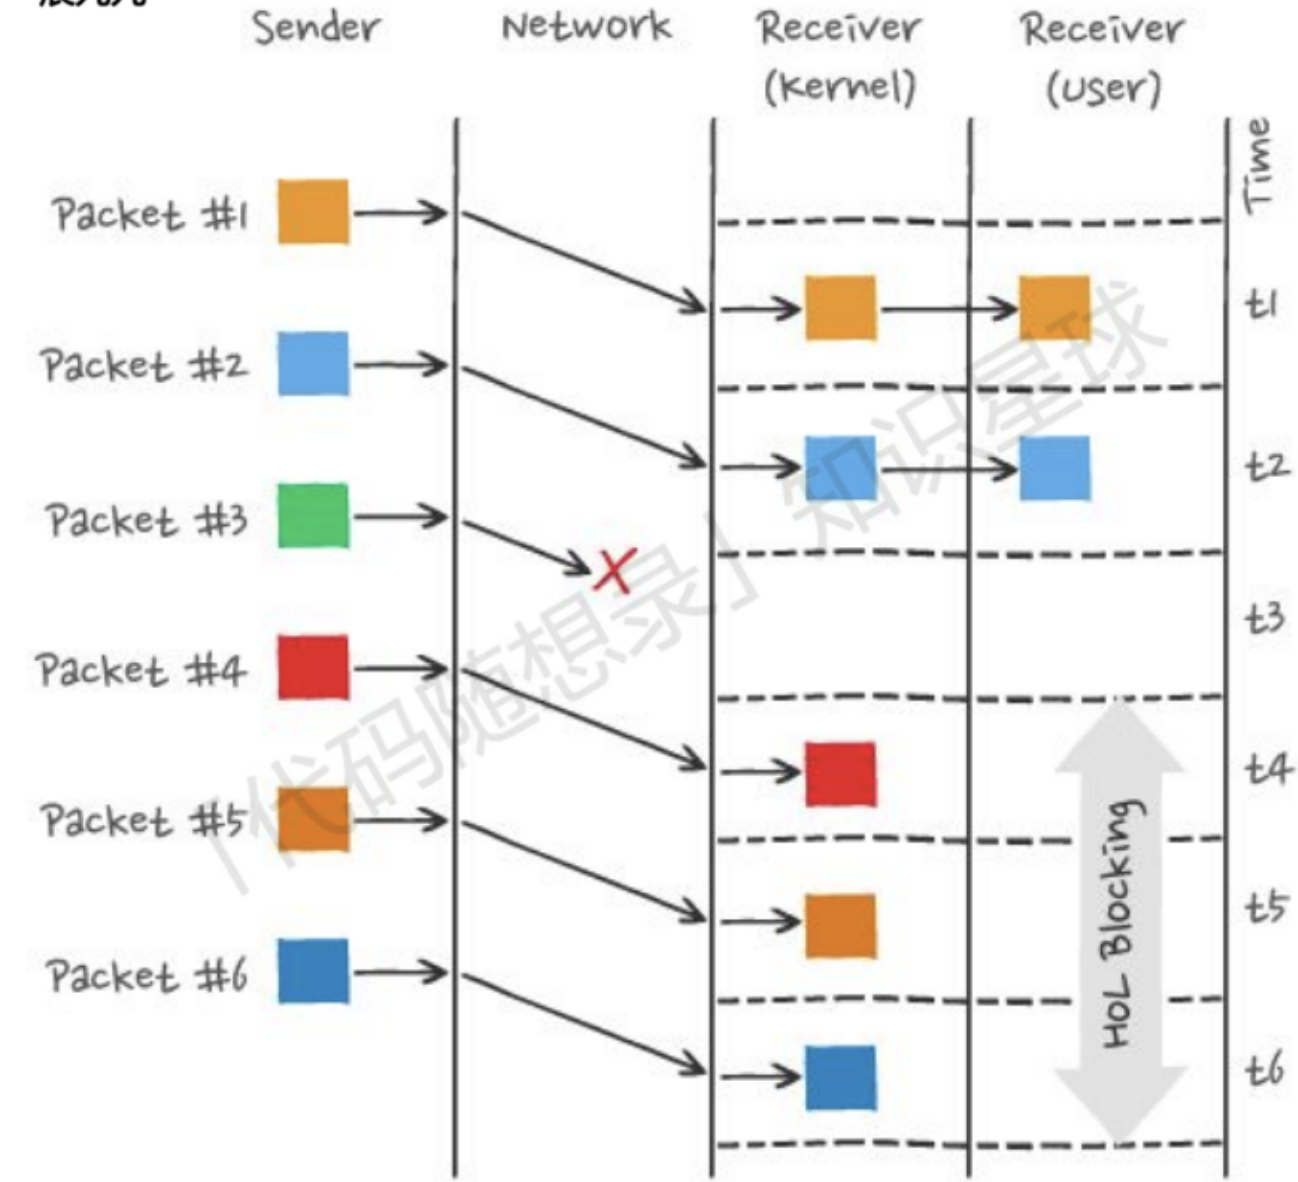 Sender Network Receiver (kernel) Receiver (user)
Time
Packet #1
t1
Packet #2
t2
Packet #3
t3
Packet #4
t4
Packet #5
t5
Packet #6
t6
HOL Blocking
「代码随想录」知识星球